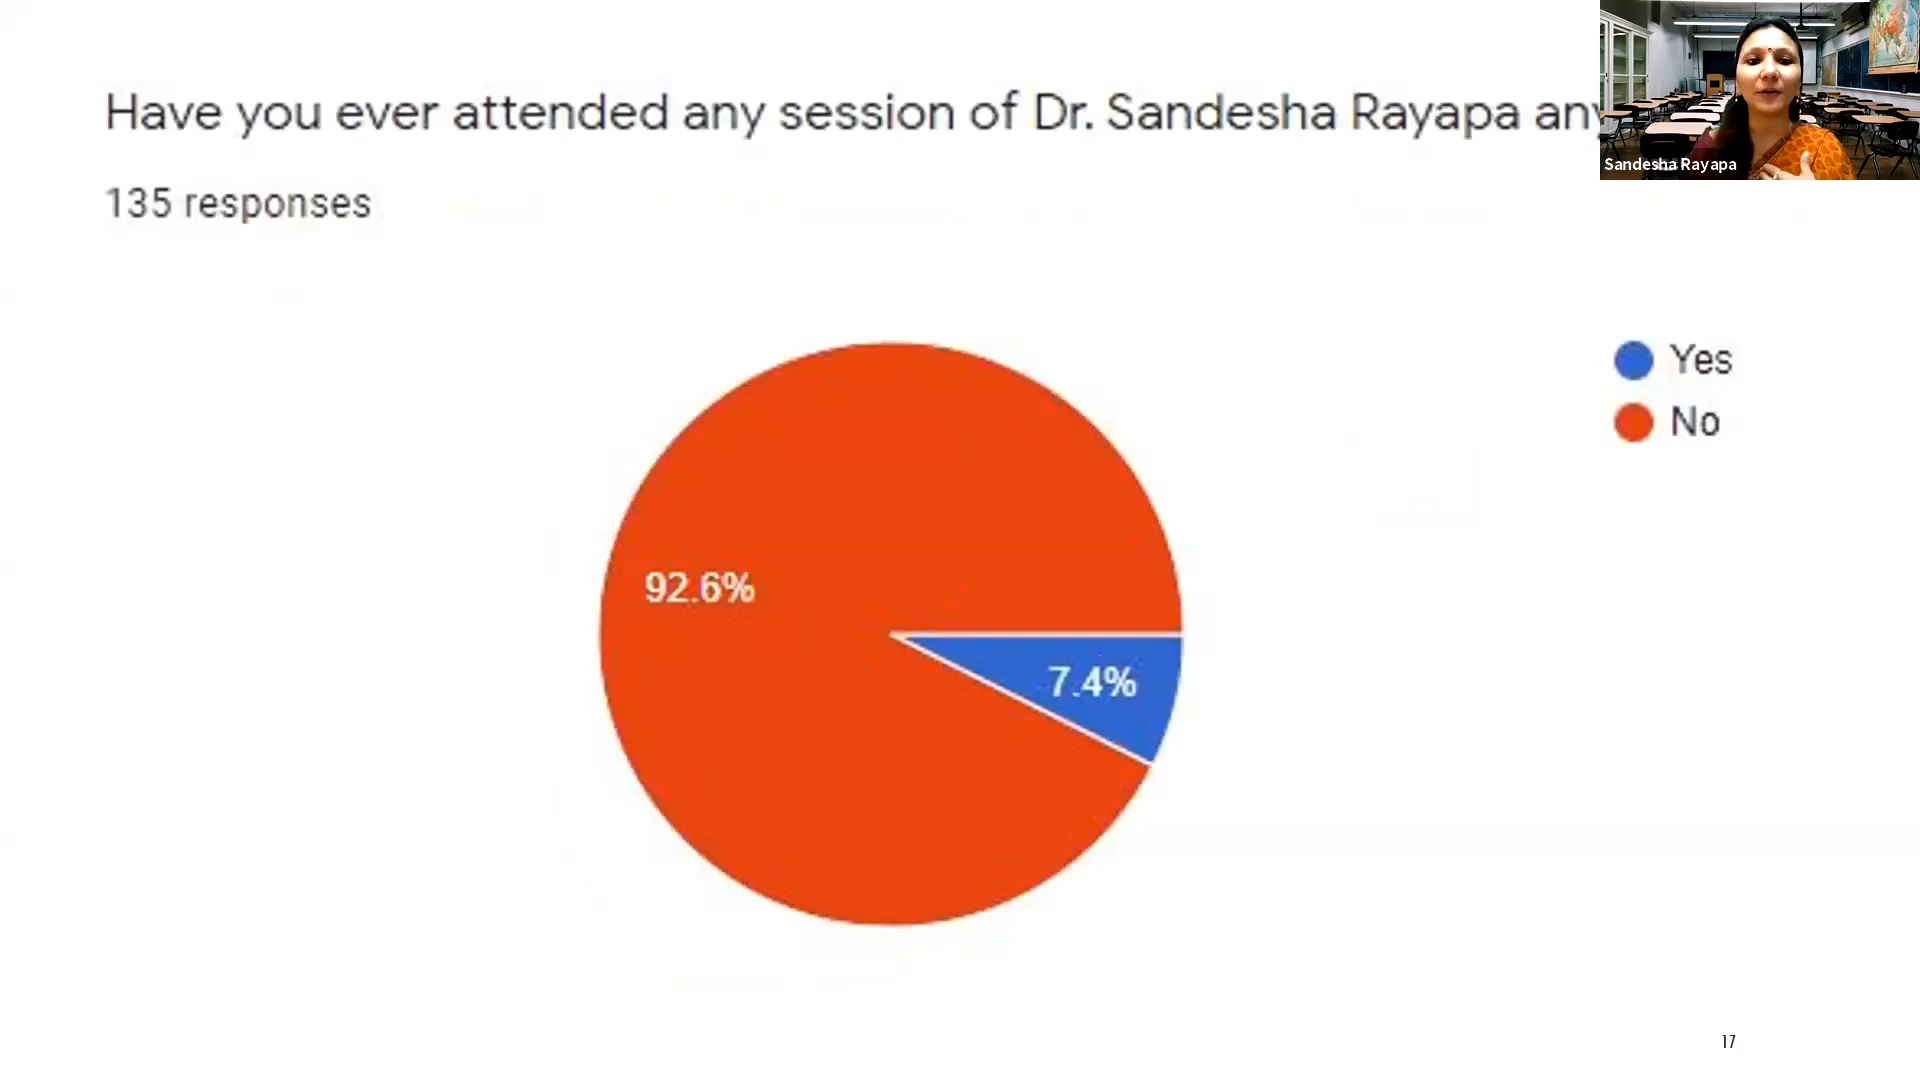 Have you ever attended any session of Dr. Sandesha Rayapa
Sandesha Rayapa
135 responses
Yes
No
92.6%
7.4%
17